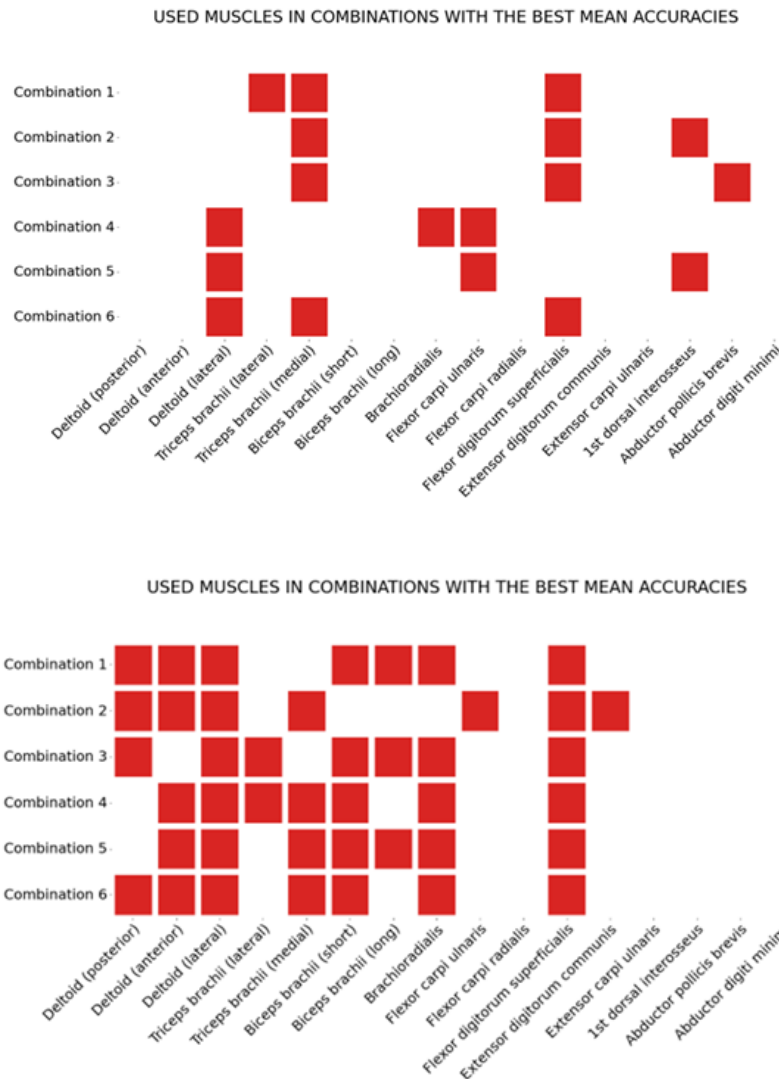 USED MUSCLES IN COMBINATIONS WITH THE BEST MEAN ACCURACIES
Combination 1
Combination 2
Combination 3
Combination 4
Combination 5
Combination 6
Deltoid (posterior)
Deltoid (anterior)
Deltoid (lateral)
Triceps brachii (lateral)
Triceps brachii (medial)
Biceps brachii (short)
Biceps brachii (long)
Brachioradialis
Flexor carpi ulnaris
Flexor carpi radialis
Flexor digitorum superficialis
Extensor digitorum communis
Extensor carpi ulnaris
1st dorsal interosseus
Abductor pollicis brevis
Abductor digiti minimi
USED MUSCLES IN COMBINATIONS WITH THE BEST MEAN ACCURACIES
Combination 1
Combination 2
Combination 3
Combination 4
Combination 5
Combination 6
Deltoid (posterior)
Deltoid (anterior)
Deltoid (lateral)
Triceps brachii (lateral)
Triceps brachii (medial)
Biceps brachii (short)
Biceps brachii (long)
Brachioradialis
Flexor carpi ulnaris
Flexor carpi radialis
Flexor digitorum superficialis
Extensor digitorum communis
Extensor carpi ulnaris
1st dorsal interosseus
Abductor pollicis brevis
Abductor digiti minim